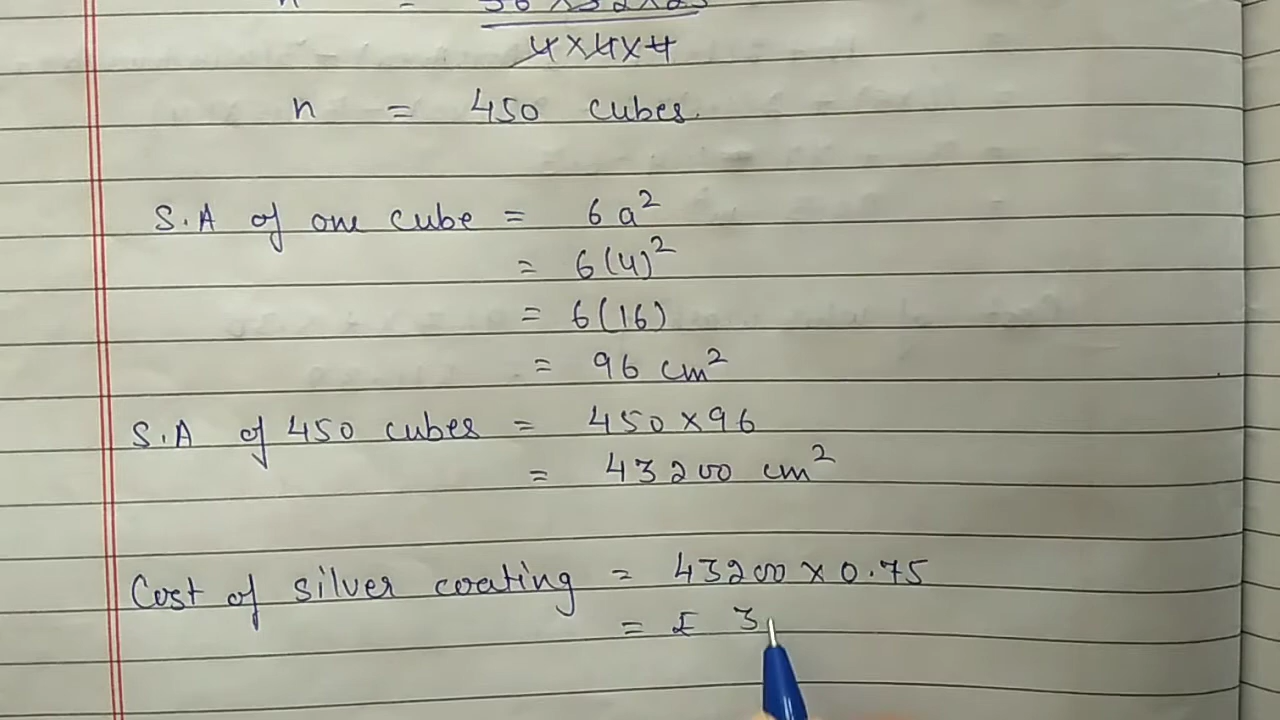 4×4×4
n = 450 cubes.
S.A of one cube = 6a²
= 6(4)²
= 6(16)
= 96 cm²
S.A of 450 cubes = 450×96
= 43200 cm²
Cost of silver coating = 43200×0.75
= £ 3